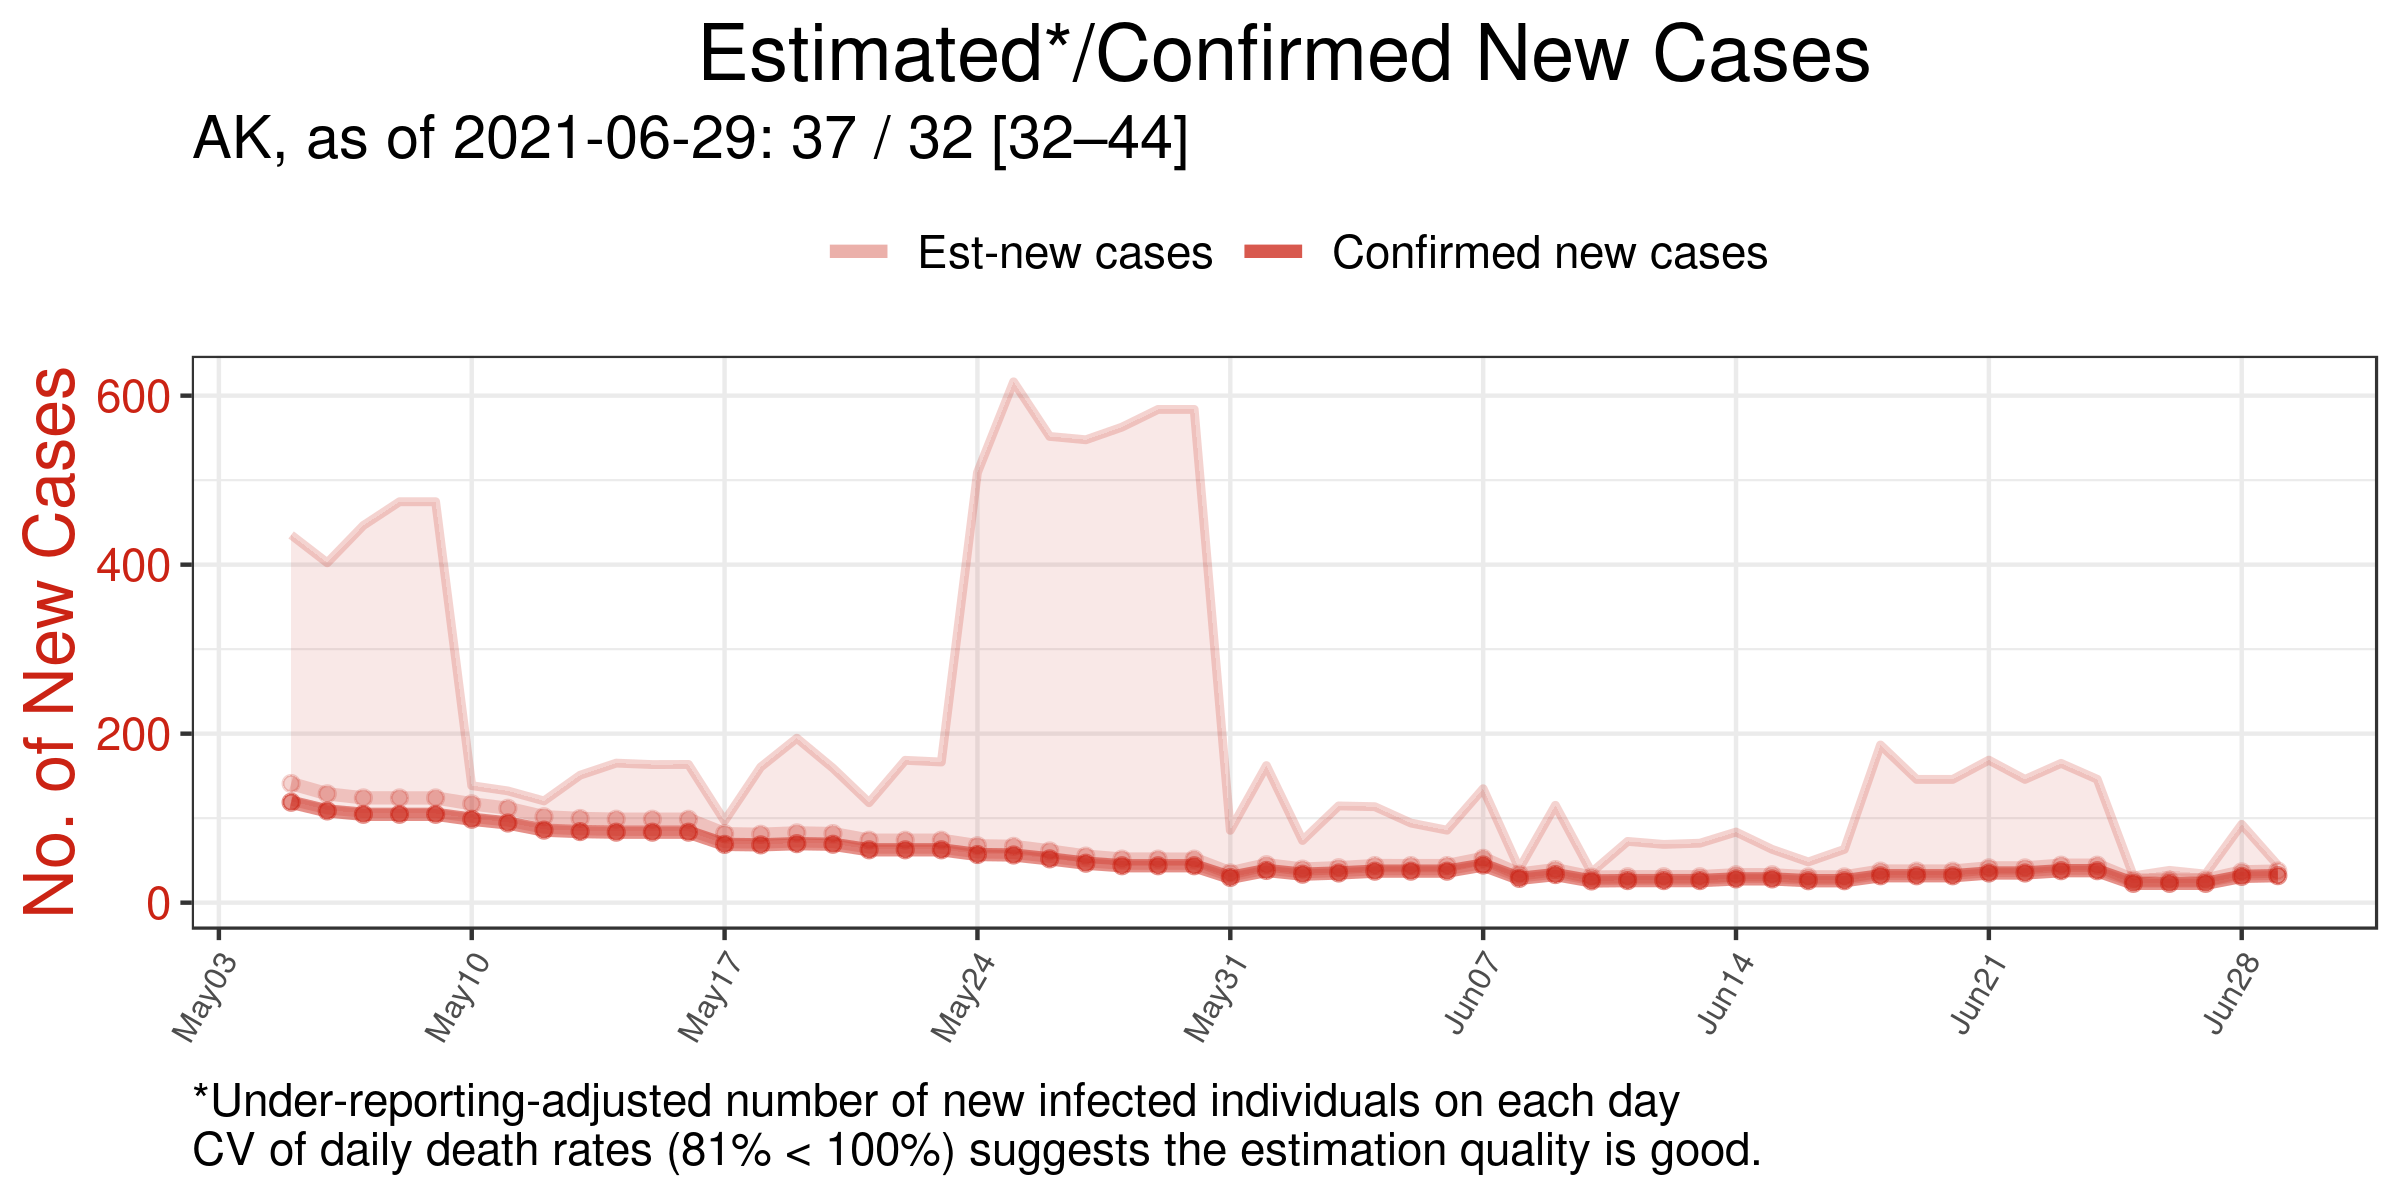 Estimated*/Confirmed New Cases
AK, as of 2021-06-29: 37 / 32 [32–44]
Est-new cases
Confirmed new cases
No. of New Cases
600
400
200
0
May03
May10
May17
May24
May31
Jun07
Jun14
Jun21
Jun28
*Under-reporting-adjusted number of new infected individuals on each day
CV of daily death rates (81% < 100%) suggests the estimation quality is good.